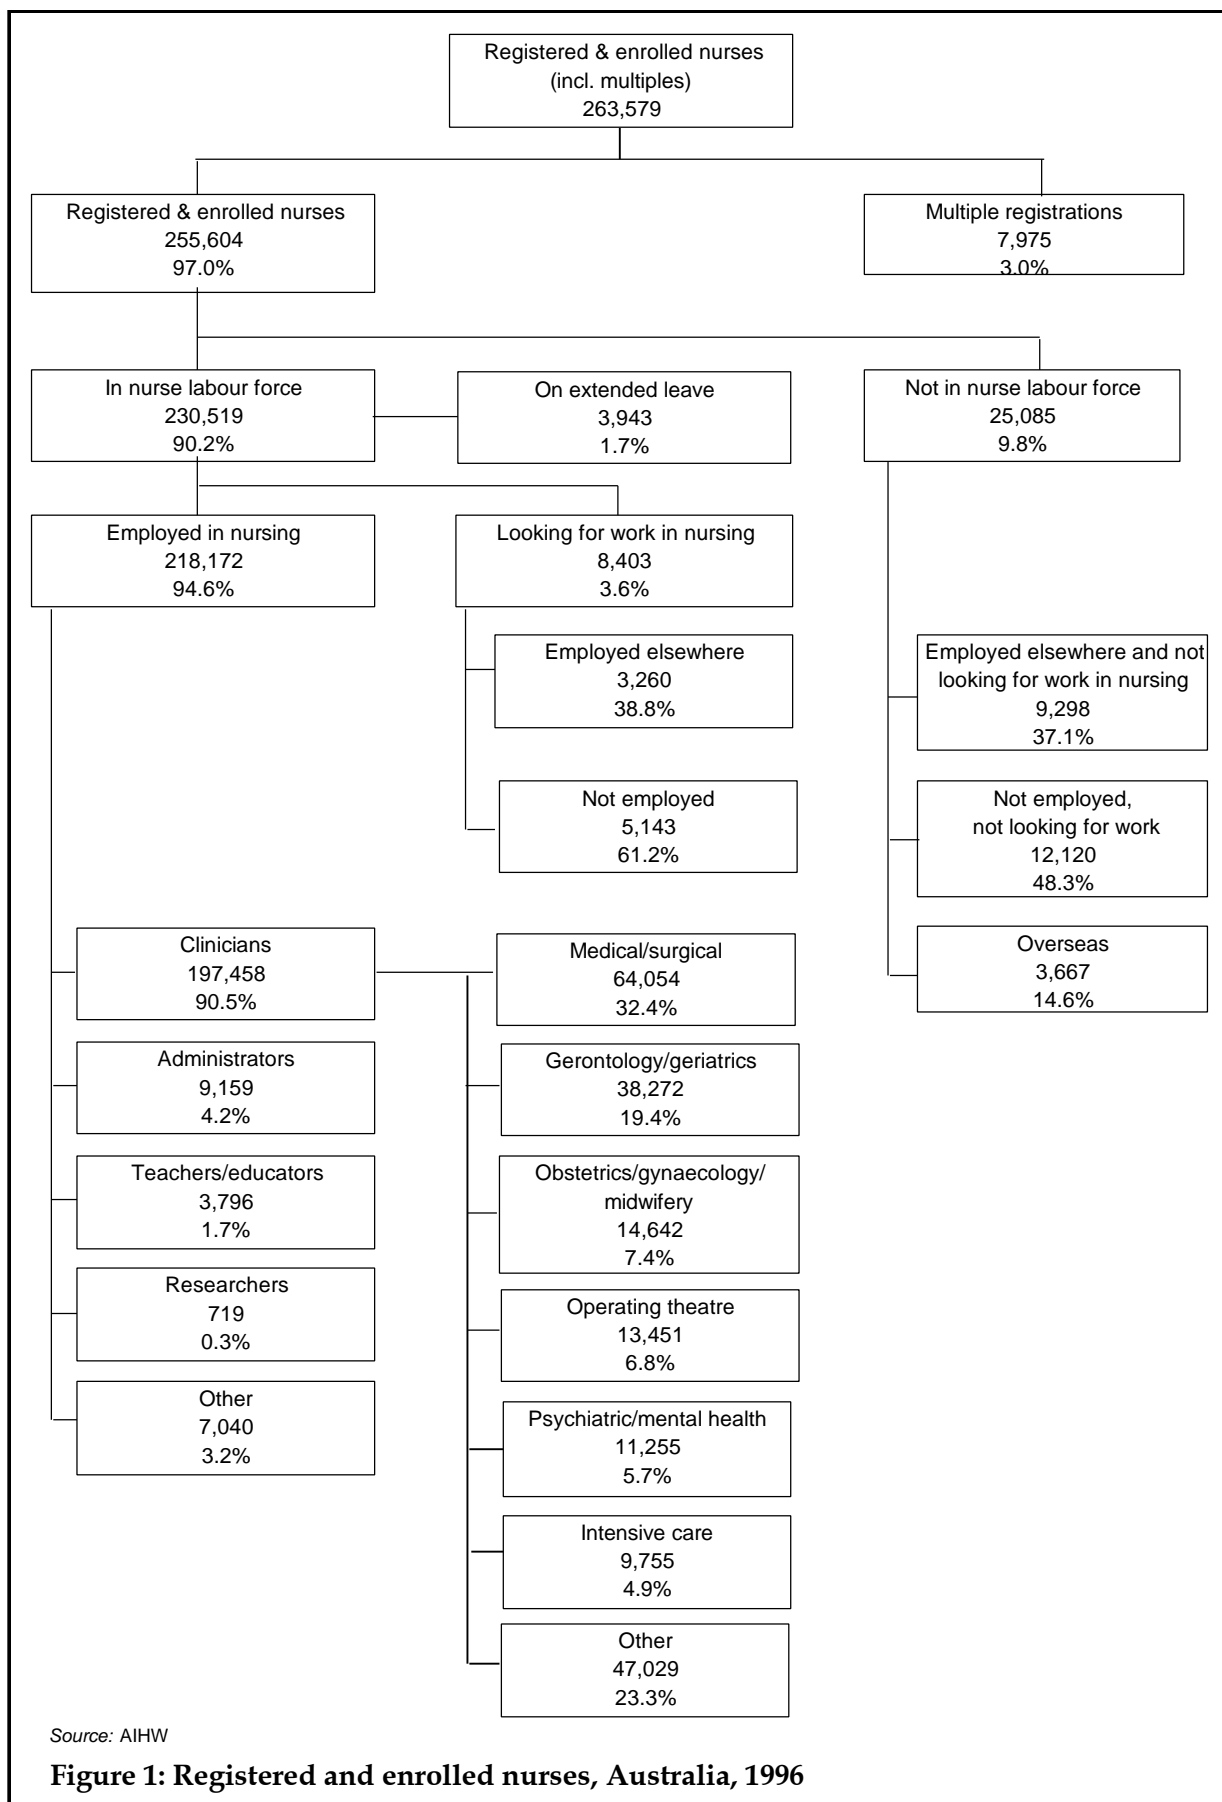 Registered & enrolled nurses
(incl. multiples)
263,579
Registered & enrolled nurses
255,604
97.0%
Multiple registrations
7,975
3.0%
In nurse labour force
230,519
90.2%
On extended leave
3,943
1.7%
Not in nurse labour force
25,085
9.8%
Employed in nursing
218,172
94.6%
Looking for work in nursing
8,403
3.6%
Employed elsewhere
3,260
38.8%
Not employed
5,143
61.2%
Employed elsewhere and not
looking for work in nursing
9,298
37.1%
Not employed,
not looking for work
12,120
48.3%
Overseas
3,667
14.6%
Clinicians
197,458
90.5%
Administrators
9,159
4.2%
Teachers/educators
3,796
1.7%
Researchers
719
0.3%
Other
7,040
3.2%
Medical/surgical
64,054
32.4%
Gerontology/geriatrics
38,272
19.4%
Obstetrics/gynaecology/
midwifery
14,642
7.4%
Operating theatre
13,451
6.8%
Psychiatric/mental health
11,255
5.7%
Intensive care
9,755
4.9%
Other
47,029
23.3%
Source: AIHW
Figure 1: Registered and enrolled nurses, Australia, 1996